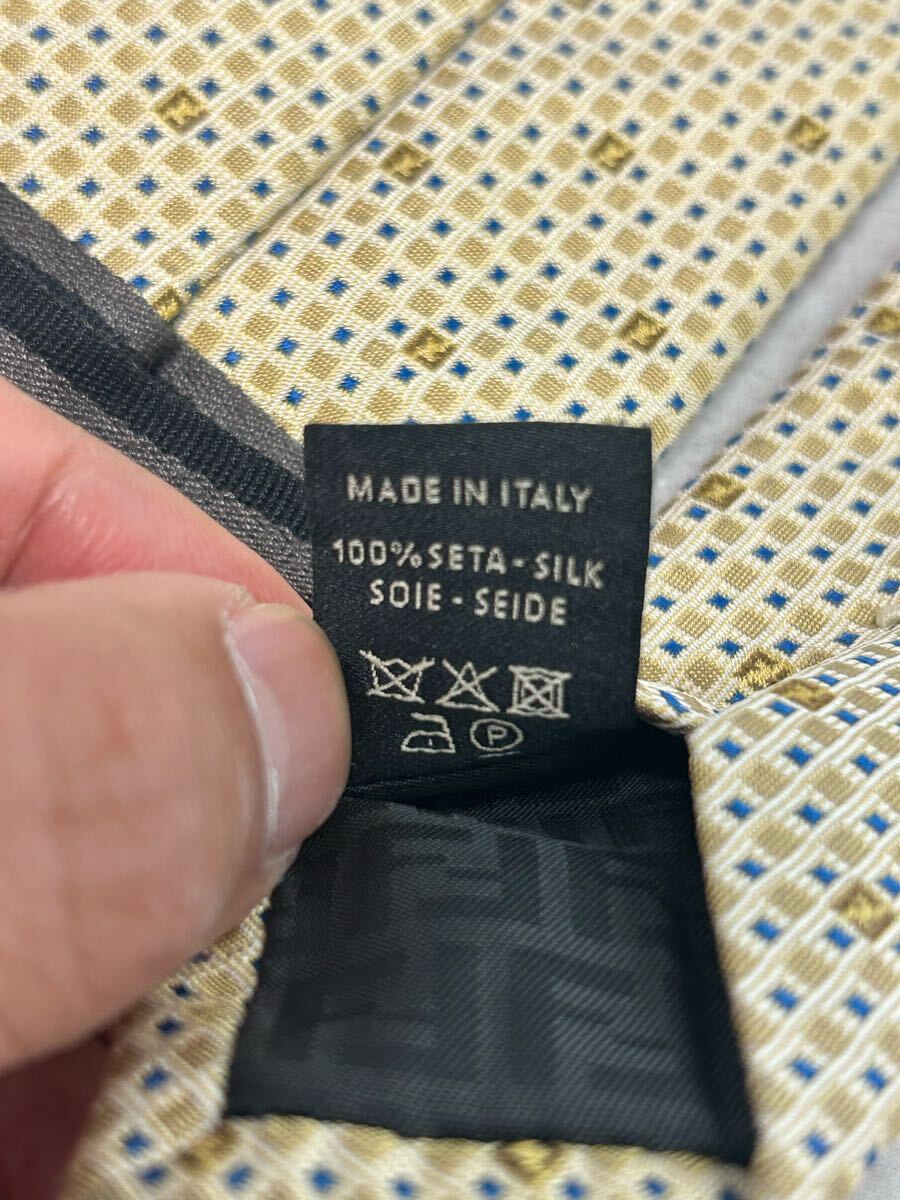 MADE IN ITALY
100% SETA - SILK
SOIE - SEIDE
P